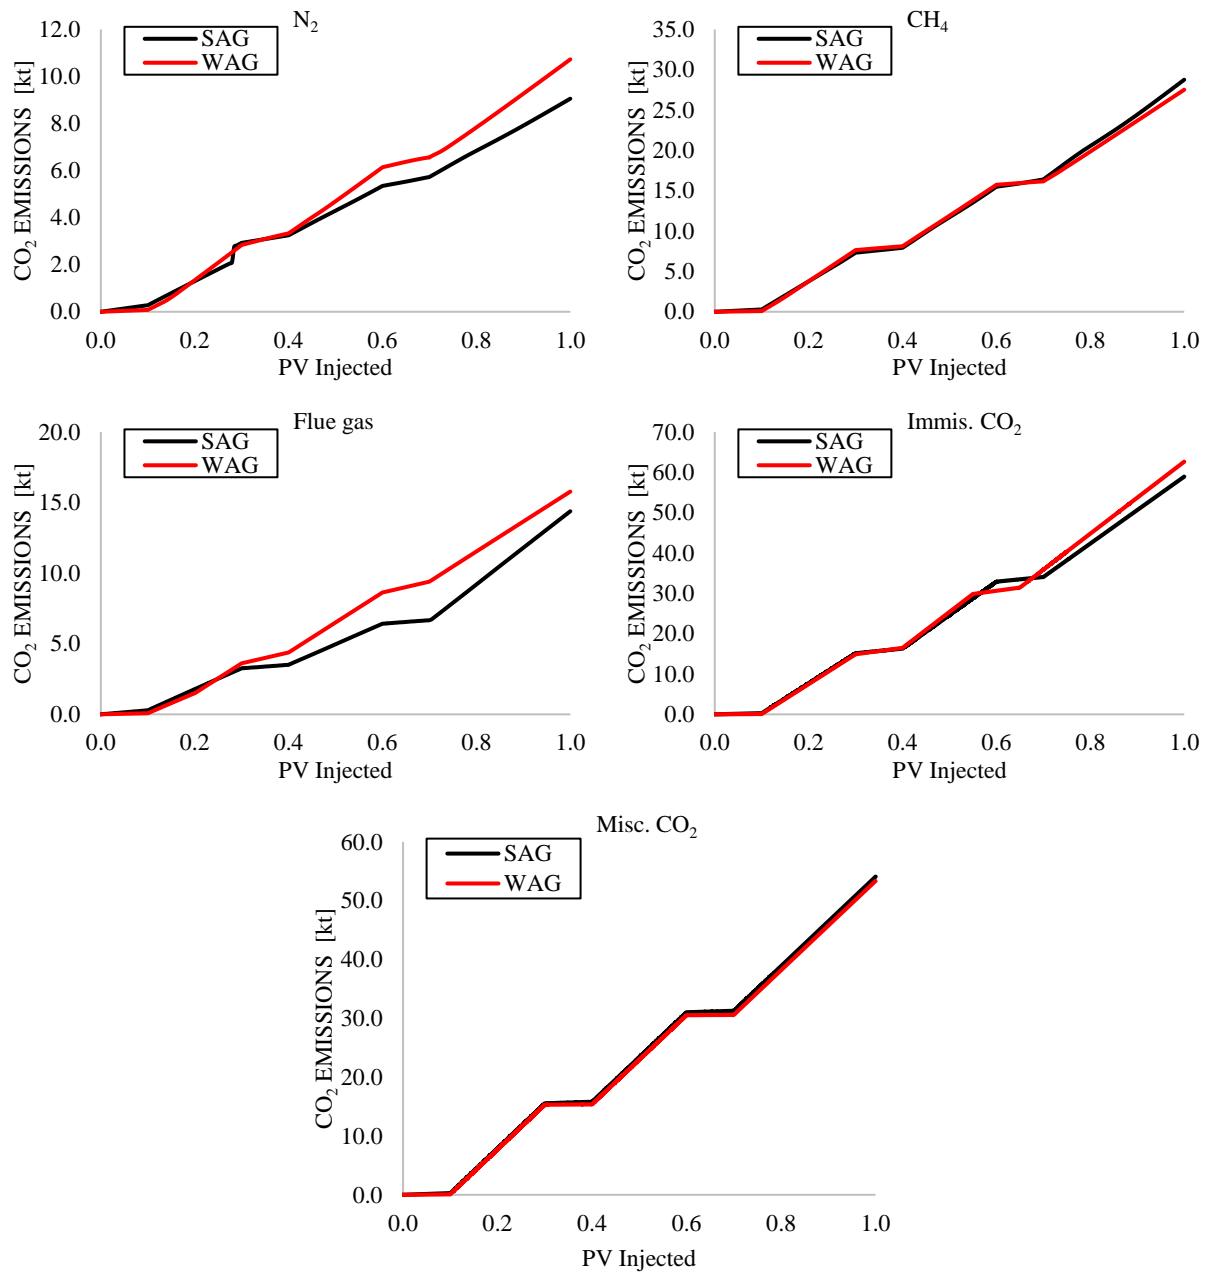 N₂
SAG
WAG
CO₂ EMISSIONS [kt]
12.0
10.0
8.0
6.0
4.0
2.0
0.0
0.0 0.2 0.4 0.6 0.8 1.0
PV Injected
CH₄
SAG
WAG
CO₂ EMISSIONS [kt]
35.0
30.0
25.0
20.0
15.0
10.0
5.0
0.0
0.0 0.2 0.4 0.6 0.8 1.0
PV Injected
Flue gas
SAG
WAG
CO₂ EMISSIONS [kt]
20.0
15.0
10.0
5.0
0.0
0.0 0.2 0.4 0.6 0.8 1.0
PV Injected
Immis. CO₂
SAG
WAG
CO₂ EMISSIONS [kt]
70.0
60.0
50.0
40.0
30.0
20.0
10.0
0.0
0.0 0.2 0.4 0.6 0.8 1.0
PV Injected
Misc. CO₂
SAG
WAG
CO₂ EMISSIONS [kt]
60.0
50.0
40.0
30.0
20.0
10.0
0.0
0.0 0.2 0.4 0.6 0.8 1.0
PV Injected